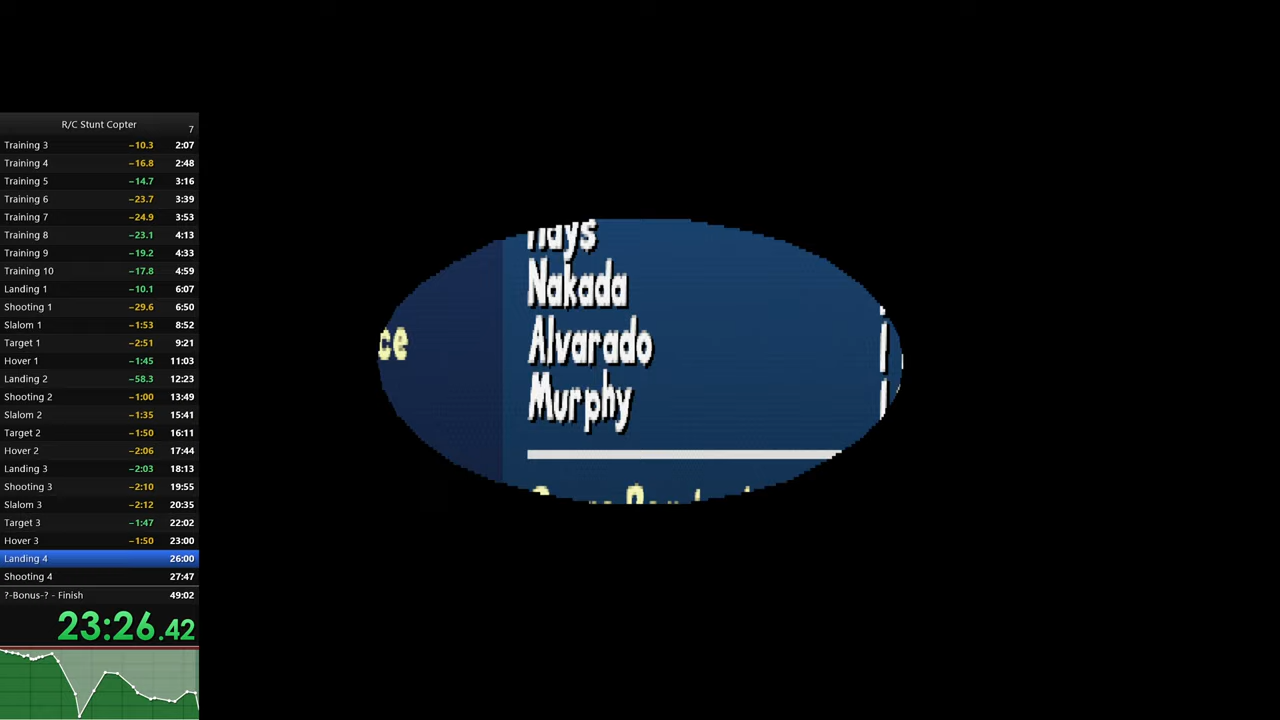 R/C Stunt Copter
7
Training 3 -10.3 2:07
Training 4 -16.8 2:48
Training 5 -14.7 3:16
Training 6 -23.7 3:39
Training 7 -24.9 3:53
Training 8 -23.1 4:13
Training 9 -19.2 4:33
Training 10 -17.8 4:59
Landing 1 -10.1 6:07
Shooting 1 -29.6 6:50
Slalom 1 -1:53 8:52
Target 1 -2:51 9:21
Hover 1 -1:45 11:03
Landing 2 -58.3 12:23
Shooting 2 -1:00 13:49
Slalom 2 -1:35 15:41
Target 2 -1:50 16:11
Hover 2 -2:06 17:44
Landing 3 -2:03 18:13
Shooting 3 -2:10 19:55
Slalom 3 -2:12 20:35
Target 3 -1:47 22:02
Hover 3 -1:50 23:00
Landing 4 26:00
Shooting 4 27:47
?-Bonus-? - Finish 49:02
23:26.42
Hays
Nakada
ce Alvarado
Murphy